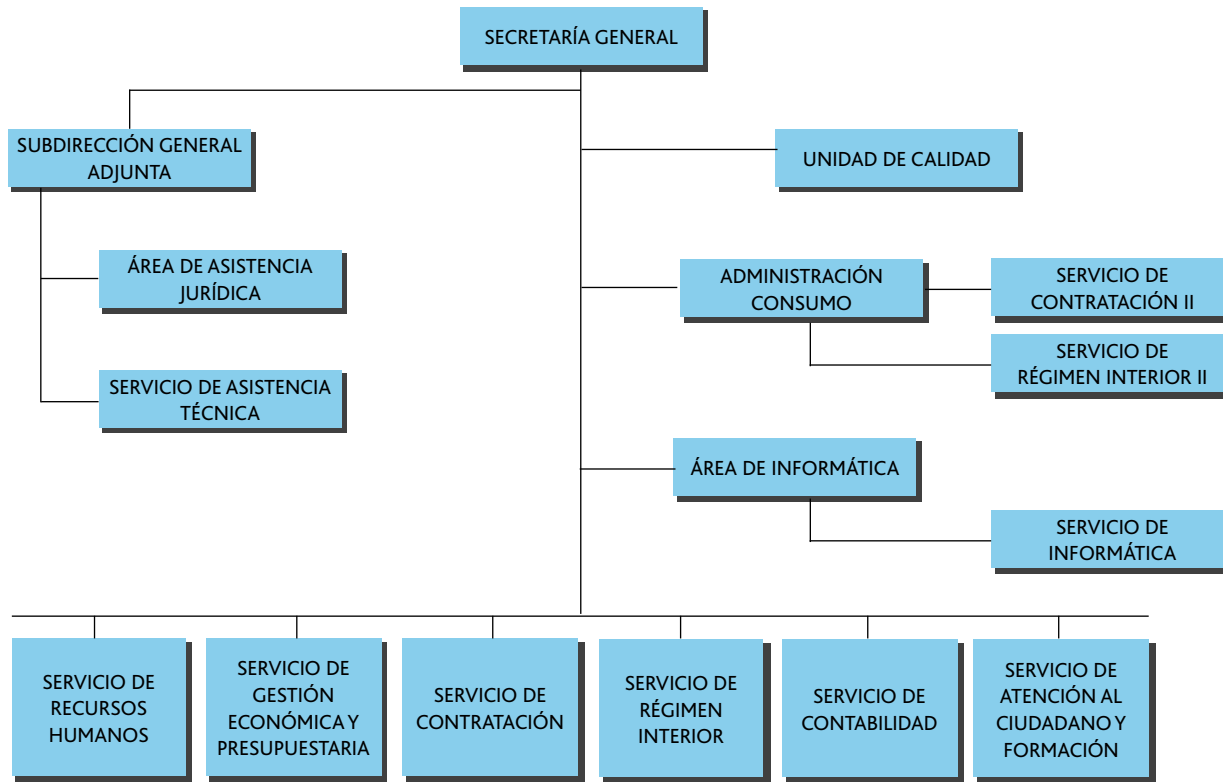 SECRETARÍA GENERAL
SUBDIRECCIÓN GENERAL
ADJUNTA
UNIDAD DE CALIDAD
ÁREA DE ASISTENCIA
JURÍDICA
ADMINISTRACIÓN
CONSUMO
SERVICIO DE
CONTRATACIÓN II
SERVICIO DE
RÉGIMEN INTERIOR II
SERVICIO DE ASISTENCIA
TÉCNICA
ÁREA DE INFORMÁTICA
SERVICIO DE
INFORMÁTICA
SERVICIO DE
RECURSOS
HUMANOS
SERVICIO DE
GESTIÓN
ECONÓMICA Y
PRESUPUESTARIA
SERVICIO DE
CONTRATACIÓN
SERVICIO DE
RÉGIMEN
INTERIOR
SERVICIO DE
CONTABILIDAD
SERVICIO DE
ATENCIÓN AL
CIUDADANO Y
FORMACIÓN